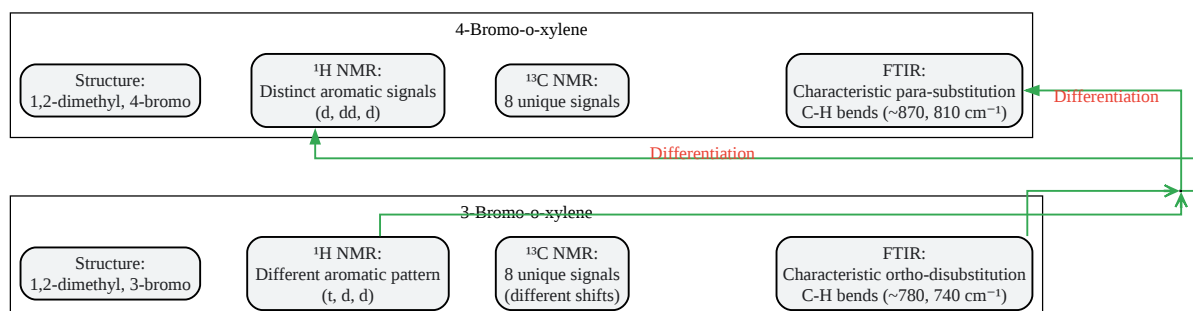 4-Bromo-o-xylene
Structure:
1,2-dimethyl, 4-bromo
¹H NMR:
Distinct aromatic signals
(d, dd, d)
¹³C NMR:
8 unique signals
FTIR:
Characteristic para-substitution
C-H bends (~870, 810 cm⁻¹)
Differentiation
Differentiation
3-Bromo-o-xylene
Structure:
1,2-dimethyl, 3-bromo
¹H NMR:
Different aromatic pattern
(t, d, d)
¹³C NMR:
8 unique signals
(different shifts)
FTIR:
Characteristic ortho-disubstitution
C-H bends (~780, 740 cm⁻¹)